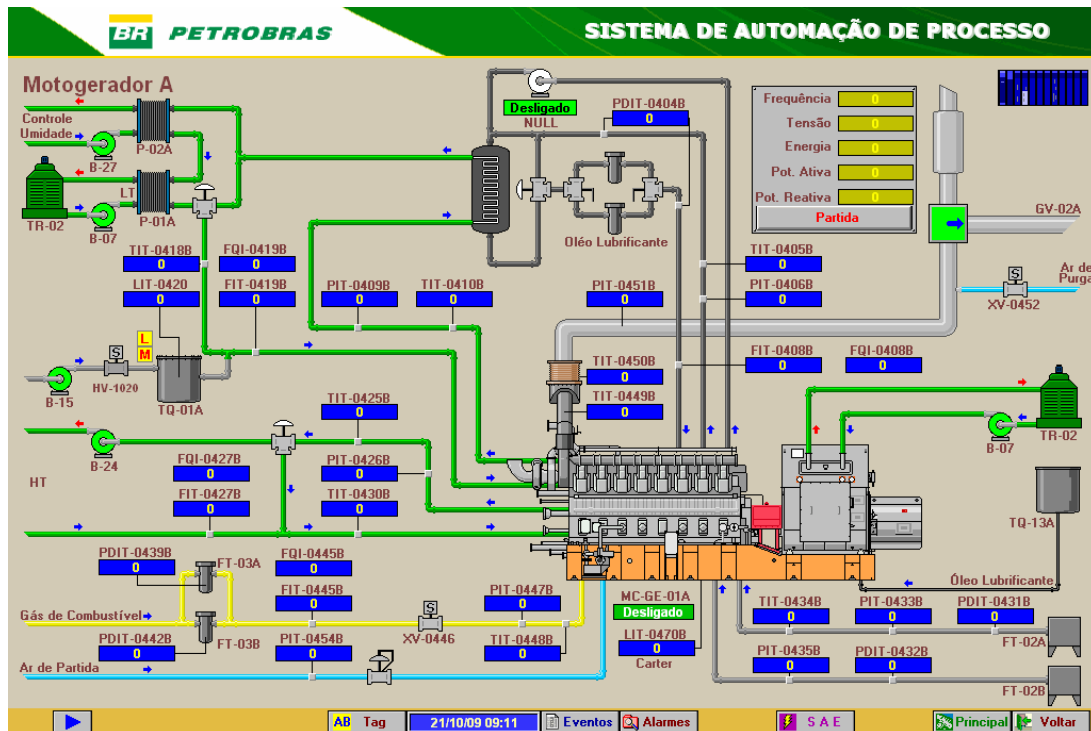 BR PETROBRAS
SISTEMA DE AUTOMAÇÃO DE PROCESSO
Motogerador A
Controle
Umidade
B-27
P-02A
LT
TR-02
B-07
P-01A
Desligado
NULL
PDIT-0404B
0
Oléo Lubrificante
Frequência 0
Tensão 0
Energia 0
Pot. Ativa 0
Pot. Reativa 0
Partida
GV-02A
Ar de
Purga
S
XV-0452
TIT-0418B
0
FQI-0419B
0
LIT-0420
0
FIT-0419B
0
PIT-0409B
0
TIT-0410B
0
PIT-0451B
0
TIT-0405B
0
PIT-0406B
0
FIT-0408B
0
FQI-0408B
0
L
M
S
HV-1020
B-15
TQ-01A
TIT-0450B
0
TIT-0449B
0
TR-02
B-07
TQ-13A
B-24
HT
TIT-0425B
0
FQI-0427B
0
PIT-0426B
0
FIT-0427B
0
TIT-0430B
0
PDIT-0439B
0
FT-03A
FQI-0445B
0
FIT-0445B
0
Gás de Combustível
PDIT-0442B
0
FT-03B
PIT-0454B
0
S
XV-0446
PIT-0447B
0
TIT-0448B
0
Ar de Partida
MC-GE-01A
Desligado
LIT-0470B
0
Carter
Óleo Lubrificante
TIT-0434B
0
PIT-0433B
0
PDIT-0431B
0
FT-02A
PIT-0435B
0
PDIT-0432B
0
FT-02B
AB Tag
21/10/09 09:11
Eventos
Alarmes
S A E
Principal
Voltar